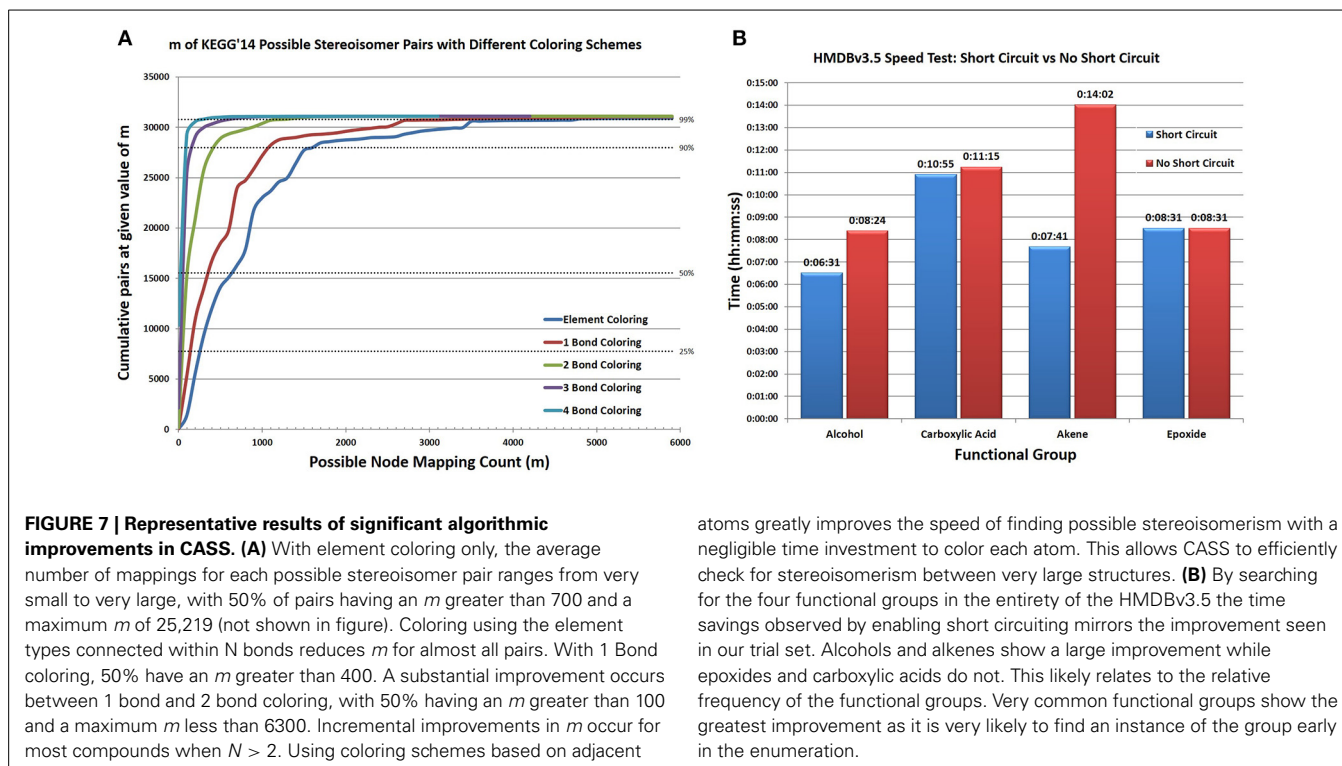 A
m of KEGG'14 Possible Stereoisomer Pairs with Different Coloring Schemes
Cumulative pairs at given value of m
35000
30000
25000
20000
15000
10000
5000
0
99%
90%
50%
25%
Element Coloring
1 Bond Coloring
2 Bond Coloring
3 Bond Coloring
4 Bond Coloring
0 1000 2000 3000 4000 5000 6000
Possible Node Mapping Count (m)
B
HMDBv3.5 Speed Test: Short Circuit vs No Short Circuit
Time (hh:mm:ss)
0:15:00
0:14:00
0:13:00
0:12:00
0:11:00
0:10:00
0:09:00
0:08:00
0:07:00
0:06:00
0:05:00
0:04:00
0:03:00
0:02:00
0:01:00
0:00:00
Short Circuit
No Short Circuit
0:06:31
0:08:24
0:10:55
0:11:15
0:07:41
0:14:02
0:08:31
0:08:31
Alcohol Carboxylic Acid Akene Epoxide
Functional Group
FIGURE 7 | Representative results of significant algorithmic
improvements in CASS. (A) With element coloring only, the average
number of mappings for each possible stereoisomer pair ranges from very
small to very large, with 50% of pairs having an m greater than 700 and a
maximum m of 25,219 (not shown in figure). Coloring using the element
types connected within N bonds reduces m for almost all pairs. With 1 Bond
coloring, 50% have an m greater than 400. A substantial improvement occurs
between 1 bond and 2 bond coloring, with 50% having an m greater than 100
and a maximum m less than 6300. Incremental improvements in m occur for
most compounds when N > 2. Using coloring schemes based on adjacent
atoms greatly improves the speed of finding possible stereoisomerism with a
negligible time investment to color each atom. This allows CASS to efficiently
check for stereoisomerism between very large structures. (B) By searching
for the four functional groups in the entirety of the HMDBv3.5 the time
savings observed by enabling short circuiting mirrors the improvement seen
in our trial set. Alcohols and alkenes show a large improvement while
epoxides and carboxylic acids do not. This likely relates to the relative
frequency of the functional groups. Very common functional groups show the
greatest improvement as it is very likely to find an instance of the group early
in the enumeration.